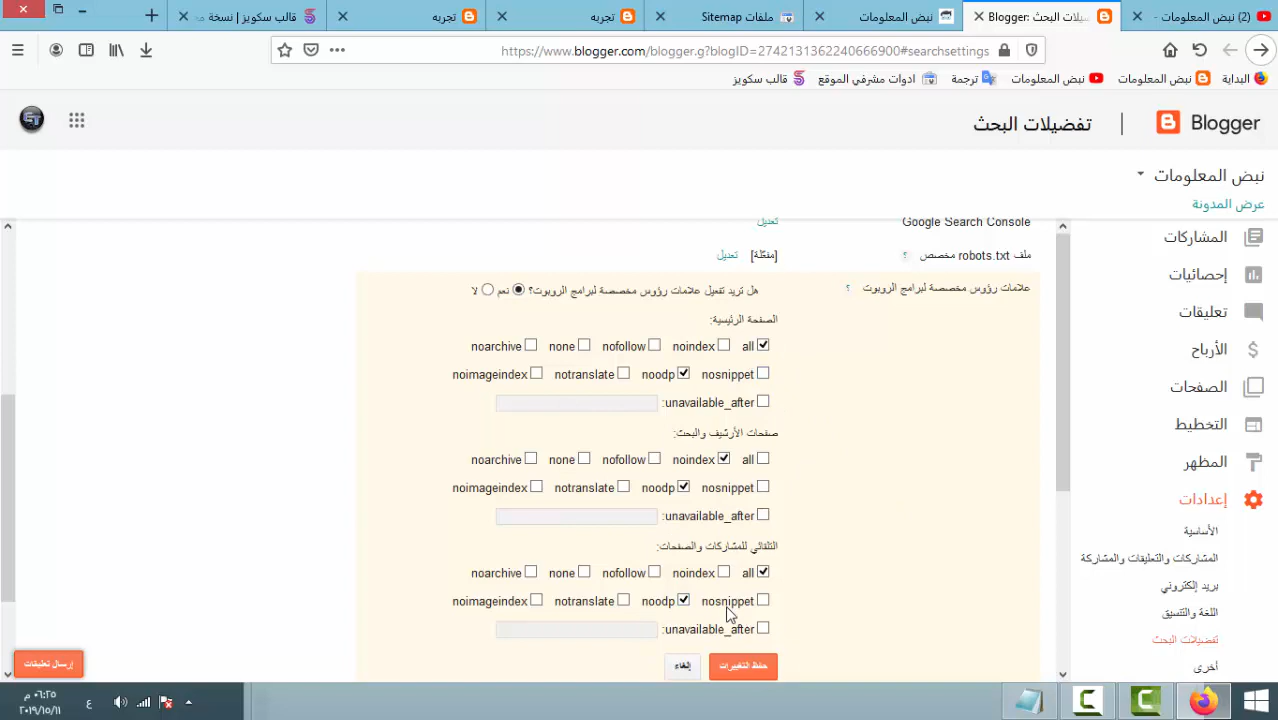 (2) نبض المعلومات -
Blogger: تفضيلات البحث
نبض المعلومات
ملفات Sitemap
تجربه
تجربه
قالب سكويز | نسخة مد
https://www.blogger.com/blogger.g?blogID=2742131362240666900#searchsettings
البداية
نبض المعلومات
نبض المعلومات
ترجمة
ادوات مشرفي الموقع
قالب سكويز
Blogger | تفضيلات البحث
نبض المعلومات
عرض المدونة
المشاركات
إحصائيات
تعليقات
الأرباح
الصفحات
التخطيط
المظهر
إعدادات
الأساسية
المشاركات والتعليقات والمشاركة
بريد إلكتروني
اللغة والتنسيق
تفضيلات البحث
أخرى
Google Search Console تعديل
ملف robots.txt مخصص ؟ [مفعّلة] تعديل
علامات رؤوس مخصصة لبرامج الروبوت ؟
هل تريد تفعيل علامات رؤوس مخصصة لبرامج الروبوت؟ نعم لا
الصفحة الرئيسية:
all noindex nofollow none noarchive
nosnippet noodp notranslate noimageindex
unavailable_after:
صفحات الأرشيف والبحث:
all noindex nofollow none noarchive
nosnippet noodp notranslate noimageindex
unavailable_after:
التلقائي للمشاركات والصفحات:
all noindex nofollow none noarchive
nosnippet noodp notranslate noimageindex
unavailable_after:
حفظ التغييرات إلغاء
إرسال تعليقات
ع
٠٦:٢٥ م
٢٠١٩/١٥/١١